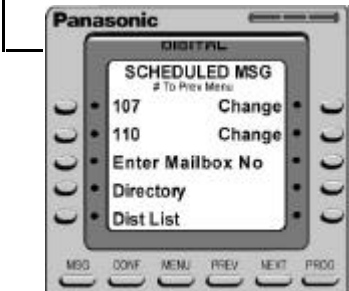 Panasonic
DIGITAL
SCHEDULED MSG
# To Prev Menu
107 Change
110 Change
Enter Mailbox No
Directory
Dist List
MSG CONF MENU PREV NEXT PROG